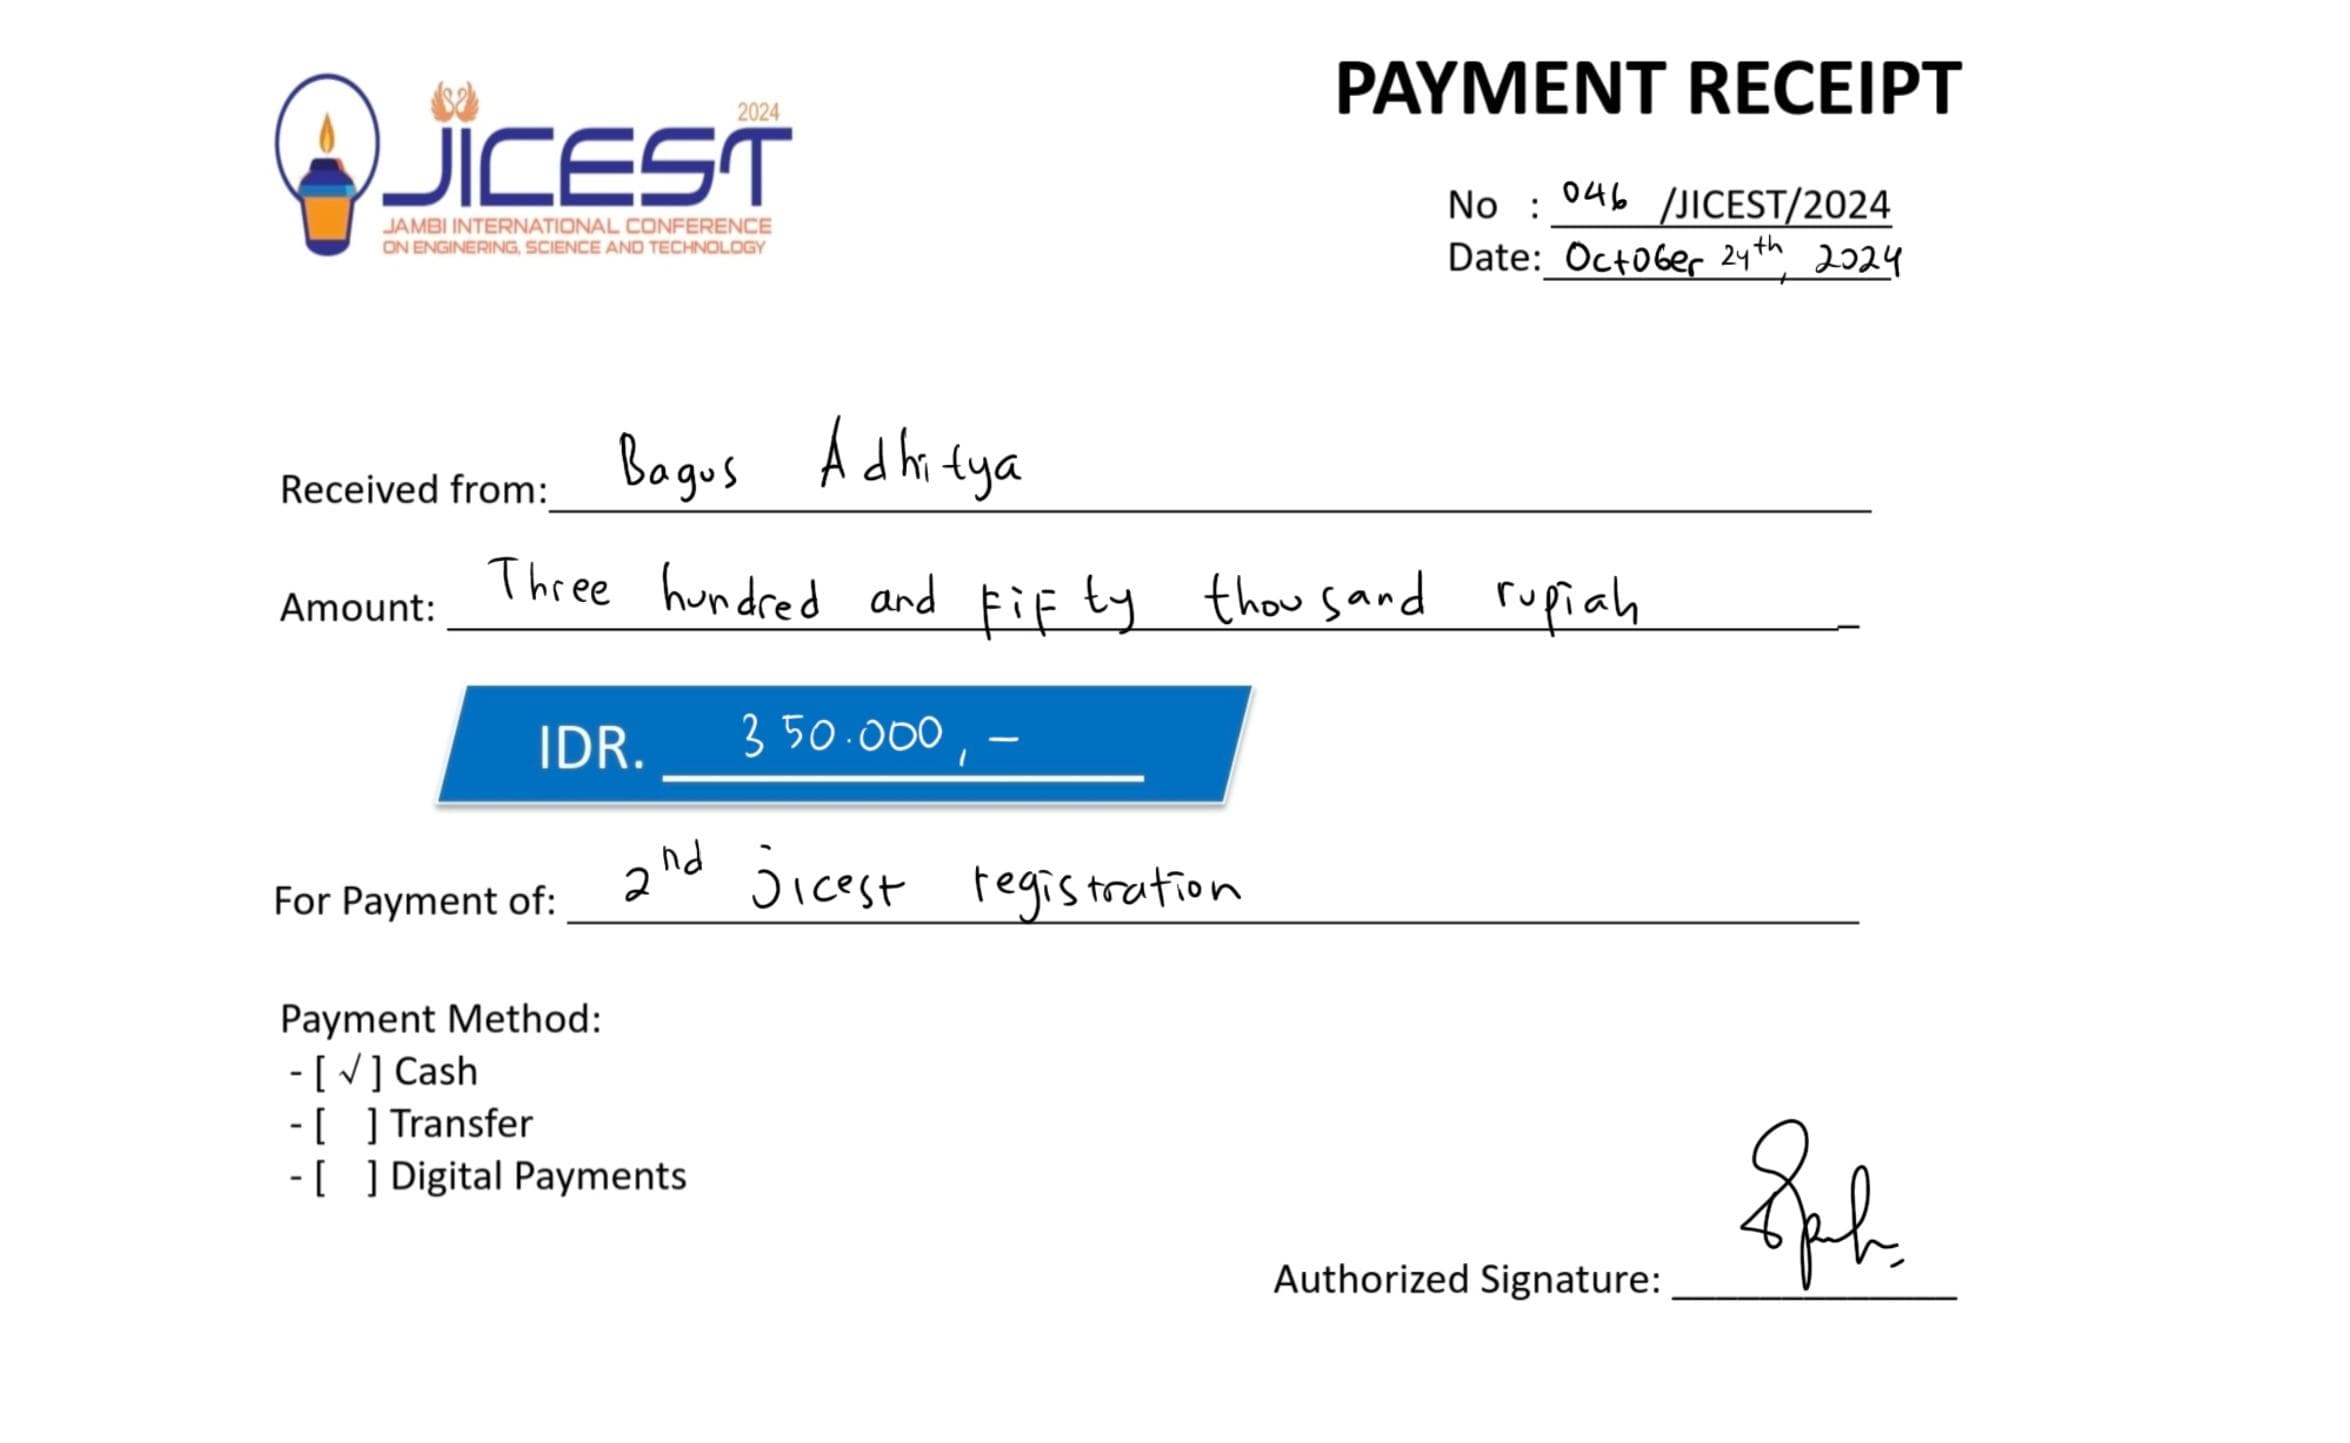 2024
JICEST
JAMBI INTERNATIONAL CONFERENCE
ON ENGINERING, SCIENCE AND TECHNOLOGY
PAYMENT RECEIPT
No : 046 /JICEST/2024
Date: October 24th, 2024
Received from: Bagus Adhitya
Amount: Three hundred and FiFty thousand rupiah
IDR. 350.000,-
For Payment of: 2nd Jicest registration
Payment Method:
- [ √ ] Cash
- [ ] Transfer
- [ ] Digital Payments
Authorized Signature: